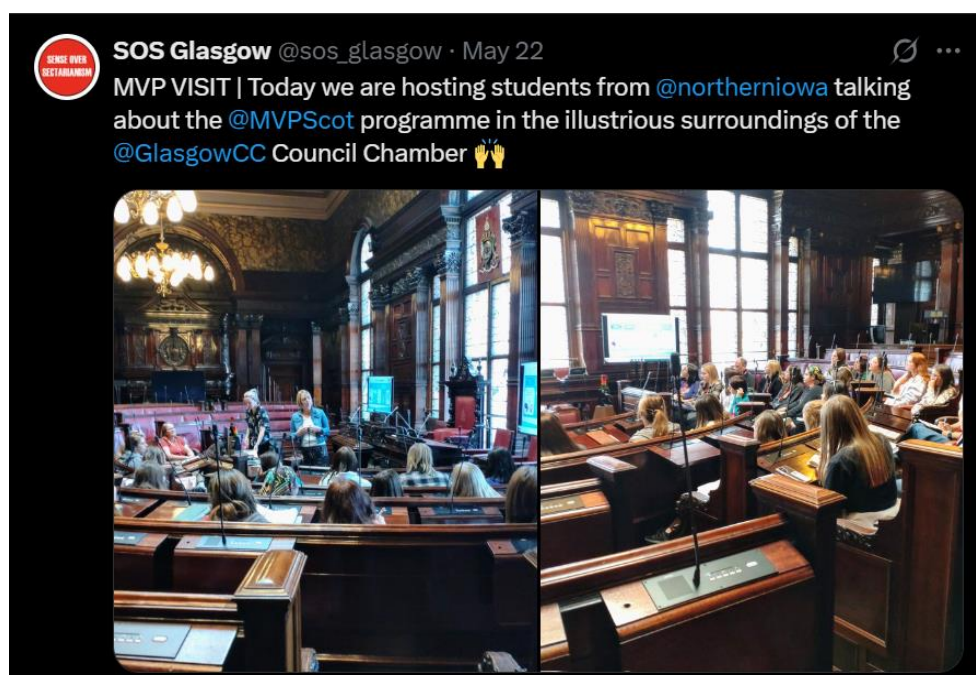 SENSE OVER
SECTARIANISM
SOS Glasgow @sos_glasgow · May 22
MVP VISIT | Today we are hosting students from @northerniowa talking
about the @MVPScot programme in the illustrious surroundings of the
@GlasgowCC Council Chamber 🙌